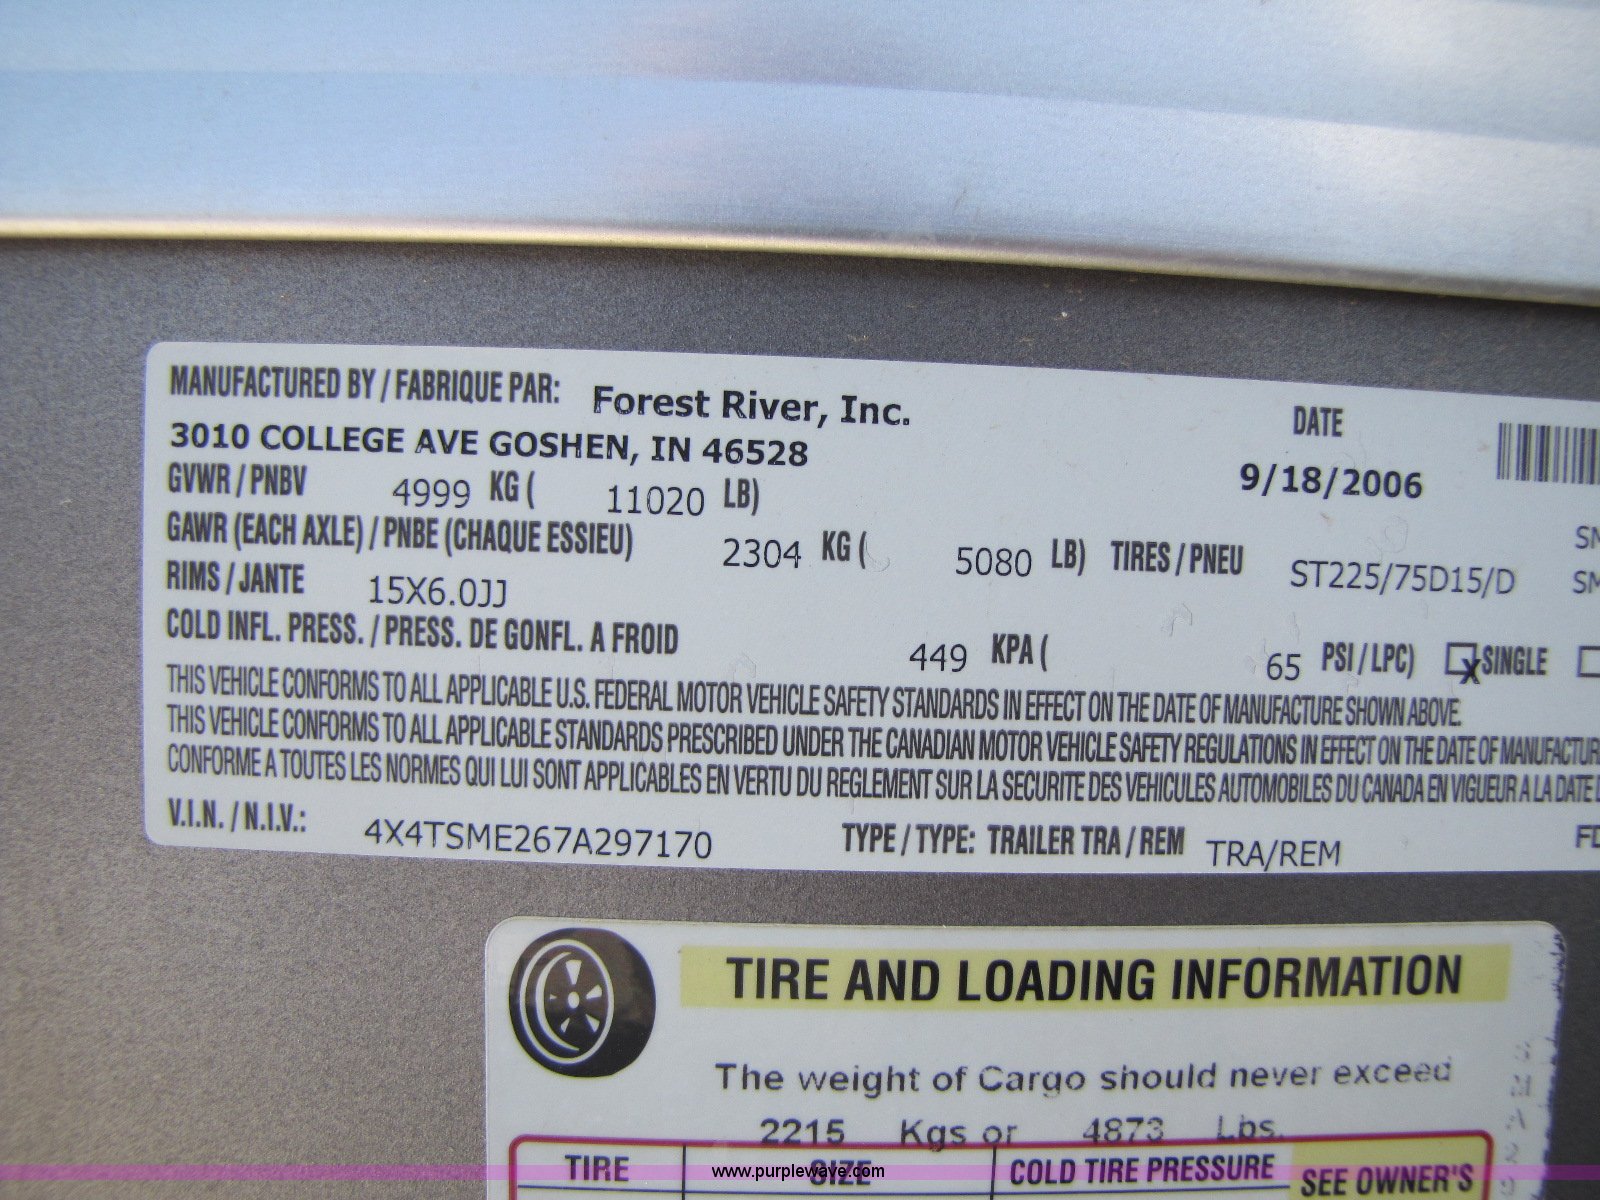 MANUFACTURED BY / FABRIQUE PAR: Forest River, Inc.
DATE
3010 COLLEGE AVE GOSHEN, IN 46528
9/18/2006
GVWR / PNBV 4999 KG ( 11020 LB)
GAWR (EACH AXLE) / PNBE (CHAQUE ESSIEU) 2304 KG ( 5080 LB) TIRES / PNEU ST225/75D15/D
RIMS / JANTE 15X6.0JJ
COLD INFL. PRESS. / PRESS. DE GONFL. A FROID 449 KPA ( 65 PSI / LPC) X SINGLE
THIS VEHICLE CONFORMS TO ALL APPLICABLE U.S. FEDERAL MOTOR VEHICLE SAFETY STANDARDS IN EFFECT ON THE DATE OF MANUFACTURE SHOWN ABOVE.
THIS VEHICLE CONFORMS TO ALL APPLICABLE STANDARDS PRESCRIBED UNDER THE CANADIAN MOTOR VEHICLE SAFETY REGULATIONS IN EFFECT ON THE DATE OF MANUFACTUR
CONFORME A TOUTES LES NORMES QUI LUI SONT APPLICABLES EN VERTU DU REGLEMENT SUR LA SECURITE DES VEHICULES AUTOMOBILES DU CANADA EN VIGUEUR A LA DATE
V.I.N. / N.I.V.: 4X4TSME267A297170 TYPE / TYPE: TRAILER TRA / REM TRA/REM
TIRE AND LOADING INFORMATION
The weight of Cargo should never exceed
2215 Kgs or 4873 Lbs.
TIRE SIZE COLD TIRE PRESSURE SEE OWNER'S
www.purplewave.com